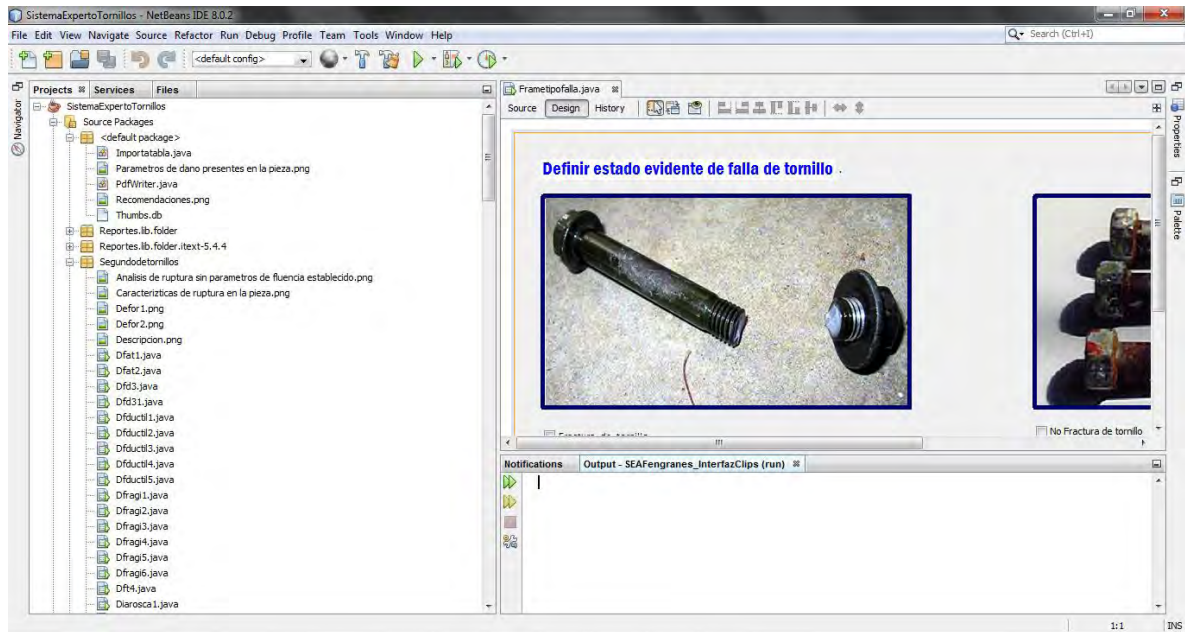 SistemaExpertoTornillos - NetBeans IDE 8.0.2
File Edit View Navigate Source Refactor Run Debug Profile Team Tools Window Help
Search (Ctrl+I)
<default config>
Projects Services Files
Navigator
SistemaExpertoTornillos
Source Packages
<default package>
Importatabla.java
Parametros de dano presentes en la pieza.png
PdfWriter.java
Recomendaciones.png
Thumbs.db
Reportes.lib.folder
Reportes.lib.folder.itext-5.4.4
Segundodetornillos
Analisis de ruptura sin parametros de fluencia establecido.png
Caracterizticas de ruptura en la pieza.png
Defor1.png
Defor2.png
Descripcion.png
Dfat1.java
Dfat2.java
Dfd3.java
Dfd31.java
Dfductil1.java
Dfductil2.java
Dfductil3.java
Dfductil4.java
Dfductil5.java
Dfragi1.java
Dfragi2.java
Dfragi3.java
Dfragi4.java
Dfragi5.java
Dfragi6.java
Dft4.java
Diarosca1.java
Frametipofalla.java
Source Design History
Definir estado evidente de falla de tornillo .
Fractura de tornillo
No Fractura de tornillo
Properties
Palette
Notifications Output - SEAFengranes_InterfazClips (run)
1:1 INS